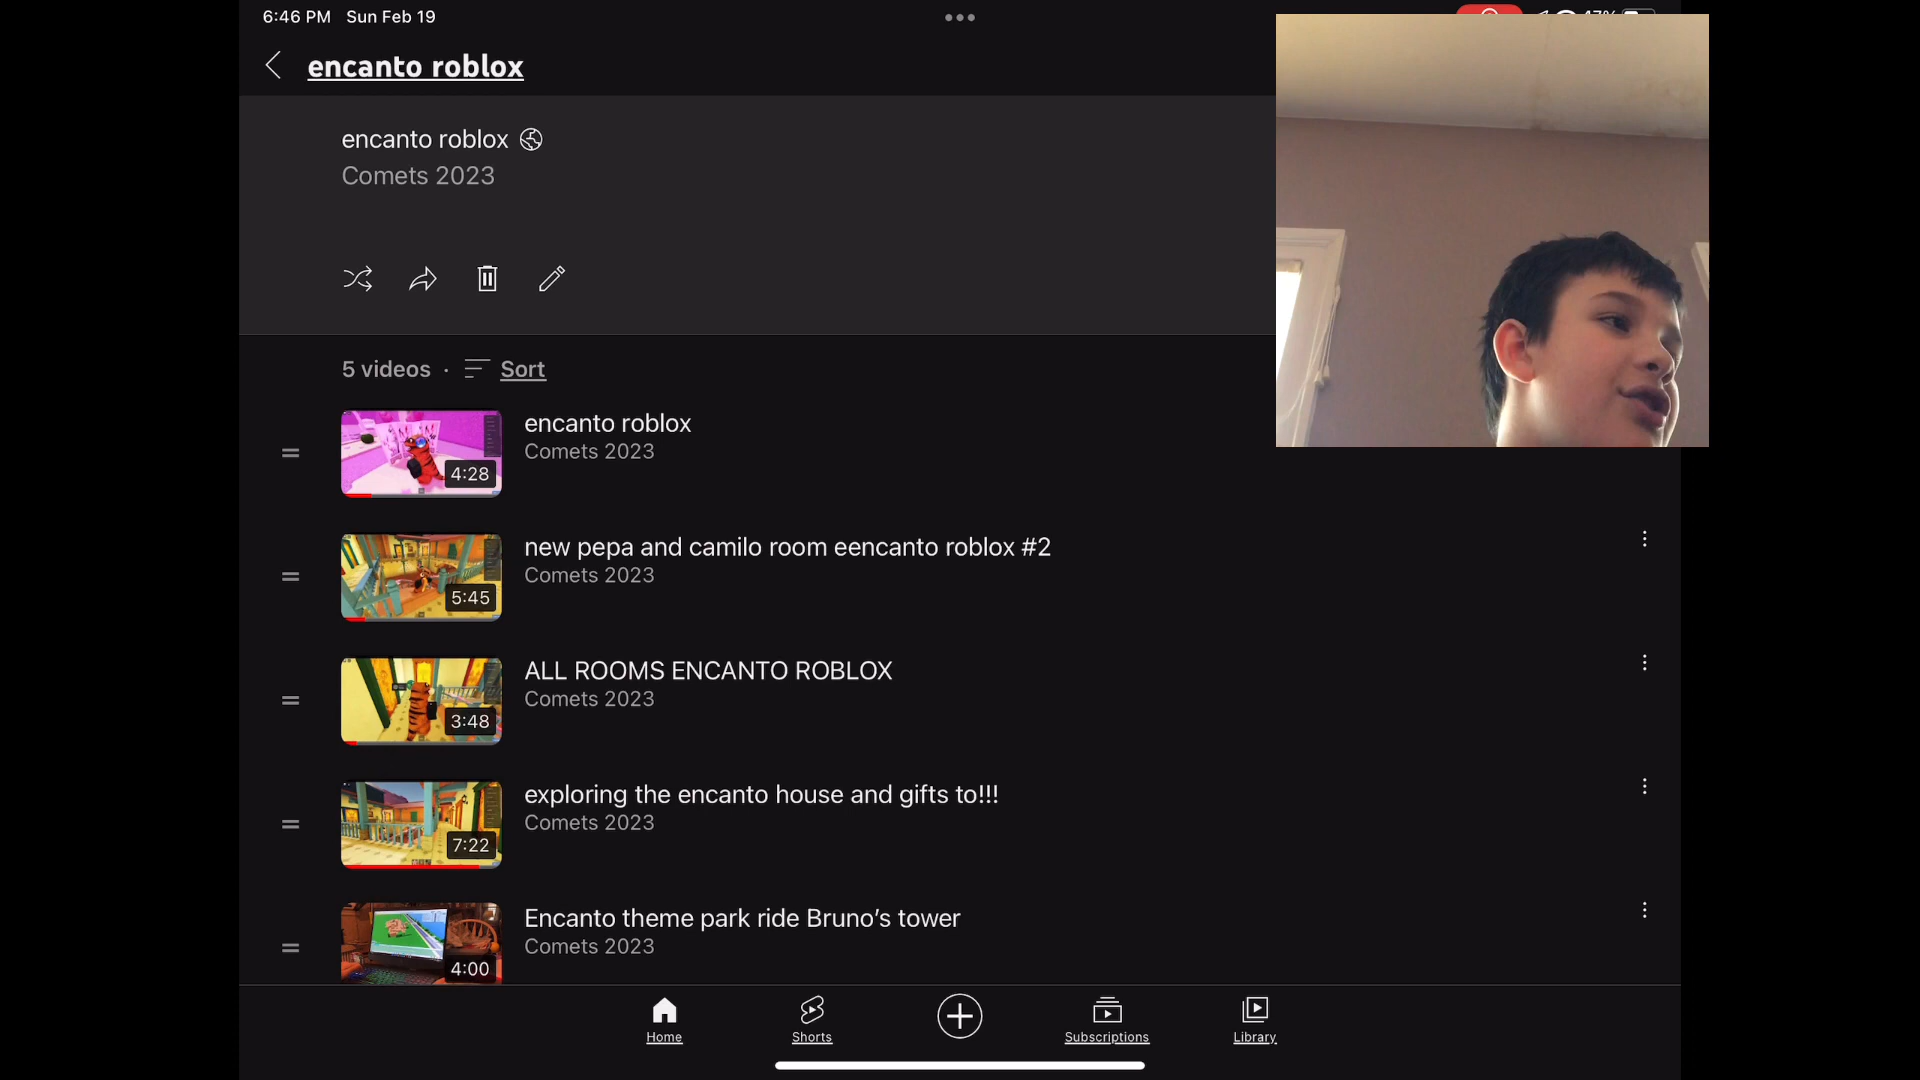 6:46 PM Sun Feb 19
47%
encanto roblox
encanto roblox
Comets 2023
5 videos · Sort
4:28
encanto roblox
Comets 2023
5:45
new pepa and camilo room eencanto roblox #2
Comets 2023
3:48
ALL ROOMS ENCANTO ROBLOX
Comets 2023
7:22
exploring the encanto house and gifts to!!!
Comets 2023
4:00
Encanto theme park ride Bruno’s tower
Comets 2023
Home Shorts Subscriptions Library